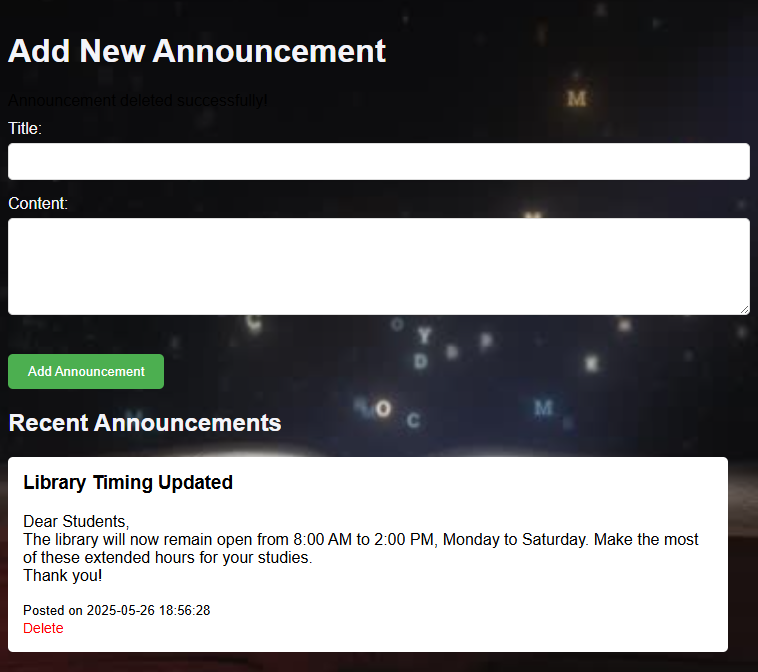 Add New Announcement
Announcement deleted successfully!
Title:
Content:
M
M
C
O
Y
D
B
B
K
M
O
C
M
Add Announcement
Recent Announcements
Library Timing Updated
Dear Students,
The library will now remain open from 8:00 AM to 2:00 PM, Monday to Saturday. Make the most
of these extended hours for your studies.
Thank you!
Posted on 2025-05-26 18:56:28
Delete